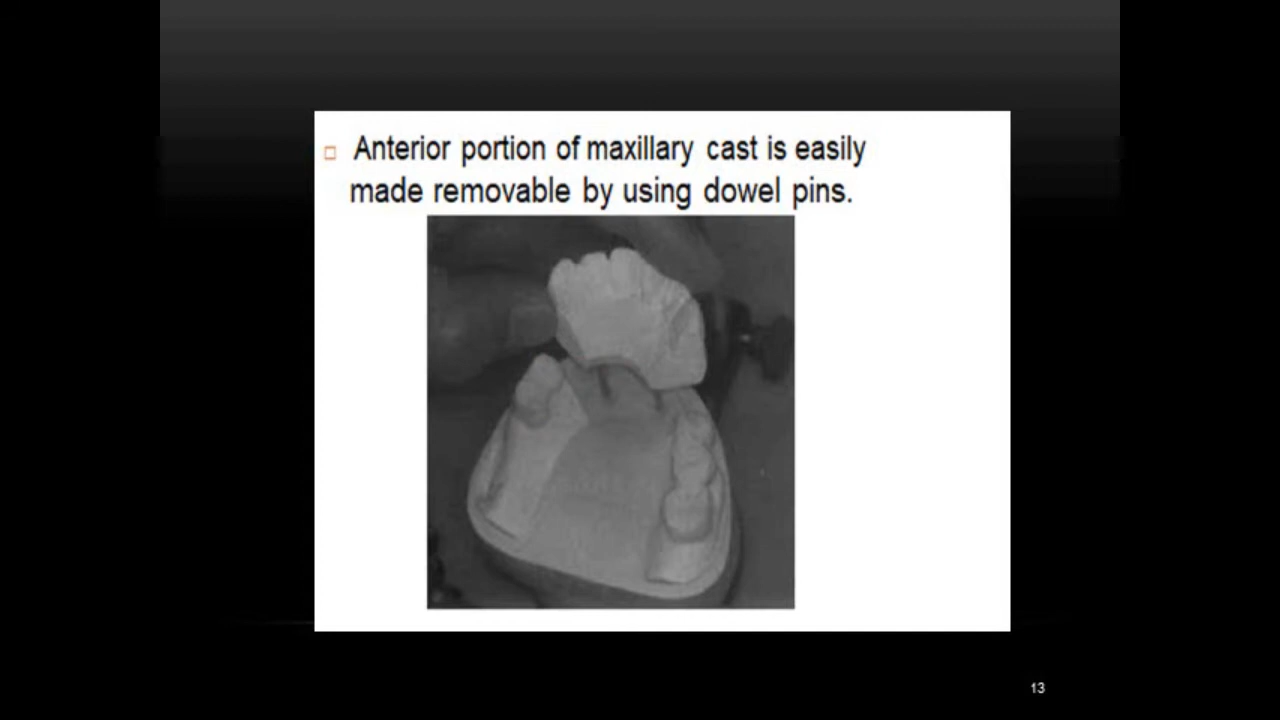 Anterior portion of maxillary cast is easily
made removable by using dowel pins.
13